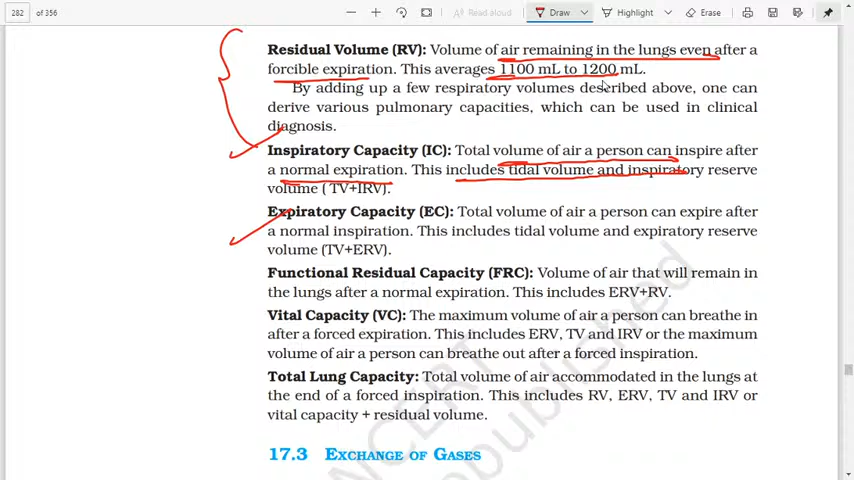 282 of 356 Read aloud Draw Highlight Erase
Residual Volume (RV): Volume of air remaining in the lungs even after a
forcible expiration. This averages 1100 mL to 1200 mL.
By adding up a few respiratory volumes described above, one can
derive various pulmonary capacities, which can be used in clinical
diagnosis.
Inspiratory Capacity (IC): Total volume of air a person can inspire after
a normal expiration. This includes tidal volume and inspiratory reserve
volume ( TV+IRV).
Expiratory Capacity (EC): Total volume of air a person can expire after
a normal inspiration. This includes tidal volume and expiratory reserve
volume (TV+ERV).
Functional Residual Capacity (FRC): Volume of air that will remain in
the lungs after a normal expiration. This includes ERV+RV.
Vital Capacity (VC): The maximum volume of air a person can breathe in
after a forced expiration. This includes ERV, TV and IRV or the maximum
volume of air a person can breathe out after a forced inspiration.
Total Lung Capacity: Total volume of air accommodated in the lungs at
the end of a forced inspiration. This includes RV, ERV, TV and IRV or
vital capacity + residual volume.
17.3 EXCHANGE OF GASES
NCERT
republished